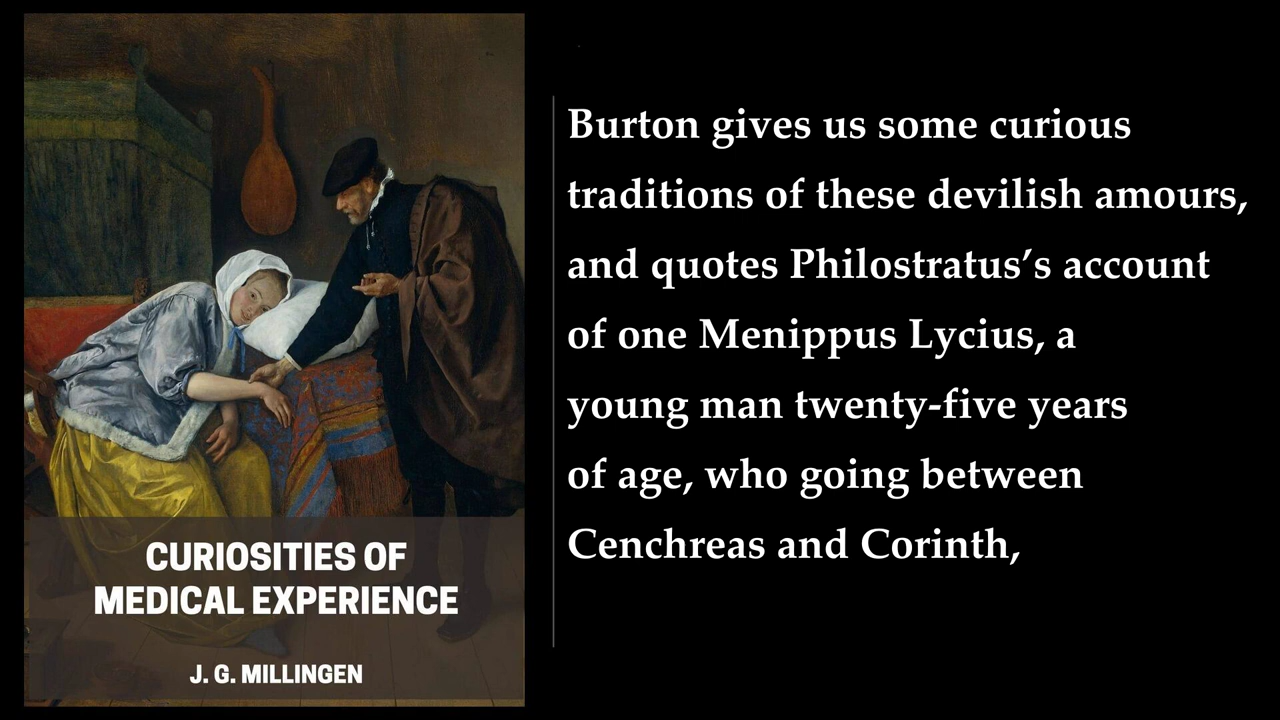 CURIOSITIES OF
MEDICAL EXPERIENCE
J. G. MILLINGEN
Burton gives us some curious
traditions of these devilish amours,
and quotes Philostratus’s account
of one Menippus Lycius, a
young man twenty-five years
of age, who going between
Cenchreas and Corinth,